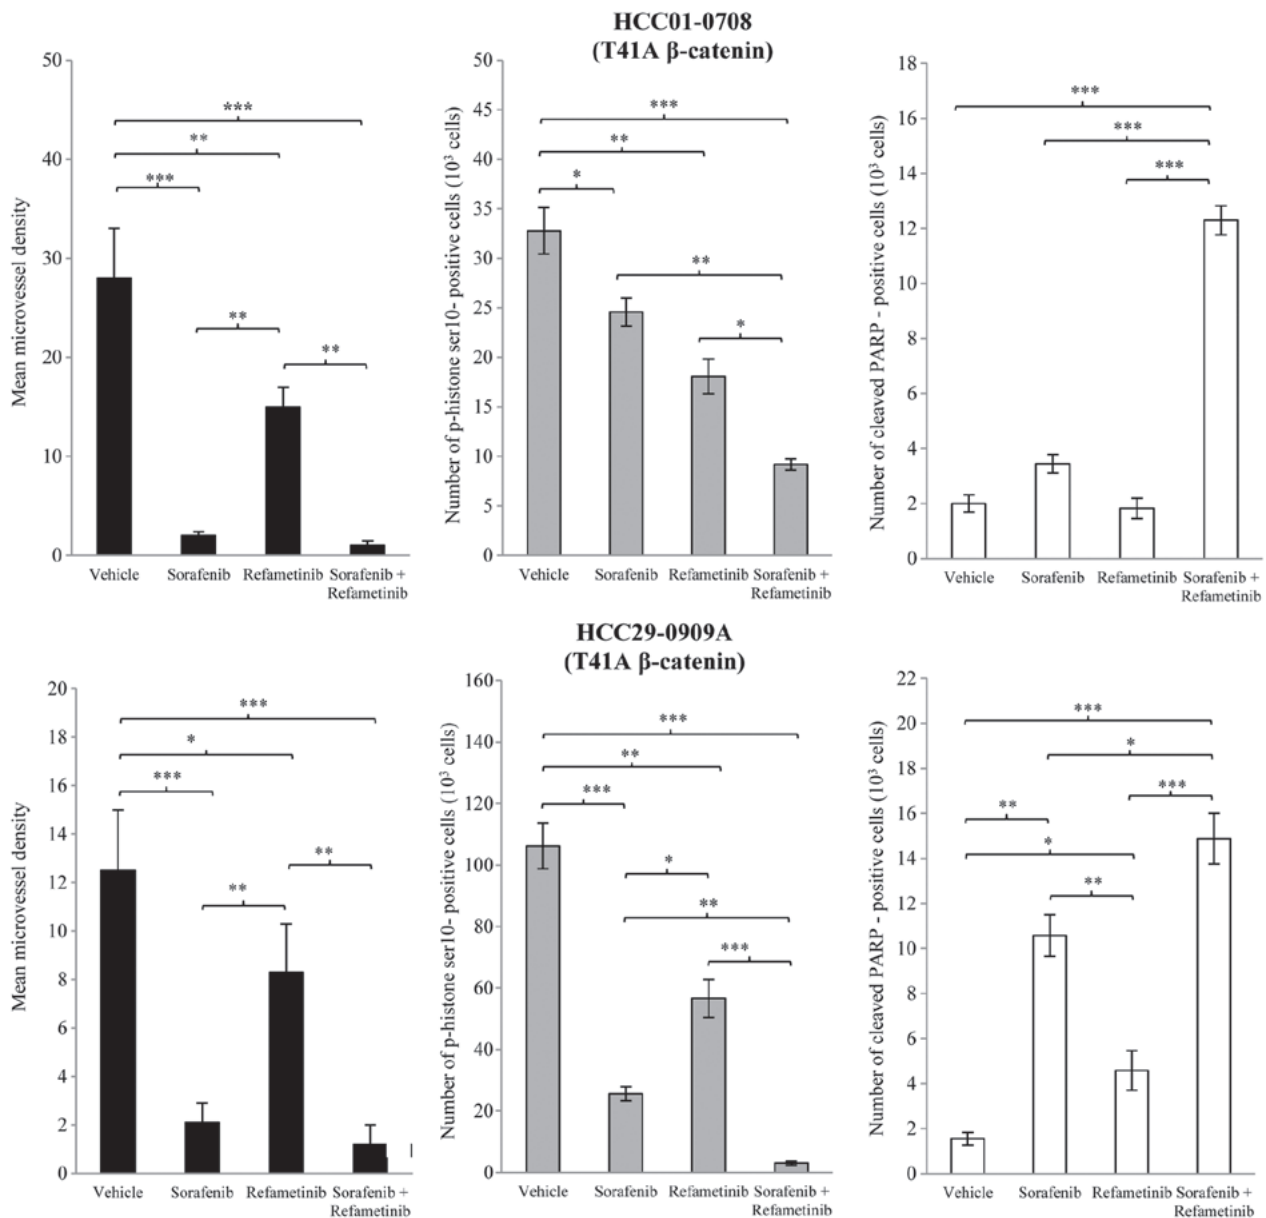 HCC01-0708
(T41A β-catenin)
Mean microvessel density
50
40
30
20
10
0
***
**
***
**
**
Vehicle
Sorafenib
Refametinib
Sorafenib +
Refametinib
Number of p-histone ser10- positive cells (10³ cells)
50
45
40
35
30
25
20
15
10
5
0
***
**
*
**
*
Vehicle
Sorafenib
Refametinib
Sorafenib +
Refametinib
Number of cleaved PARP - positive cells (10³ cells)
18
16
14
12
10
8
6
4
2
0
***
***
***
Vehicle
Sorafenib
Refametinib
Sorafenib +
Refametinib
HCC29-0909A
(T41A β-catenin)
Mean microvessel density
20
18
16
14
12
10
8
6
4
2
0
***
*
***
**
**
Vehicle
Sorafenib
Refametinib
Sorafenib +
Refametinib
Number of p-histone ser10- positive cells (10³ cells)
160
140
120
100
80
60
40
20
0
***
**
***
*
**
***
Vehicle
Sorafenib
Refametinib
Sorafenib +
Refametinib
Number of cleaved PARP - positive cells (10³ cells)
22
20
18
16
14
12
10
8
6
4
2
0
***
*
***
**
*
**
Vehicle
Sorafenib
Refametinib
Sorafenib +
Refametinib